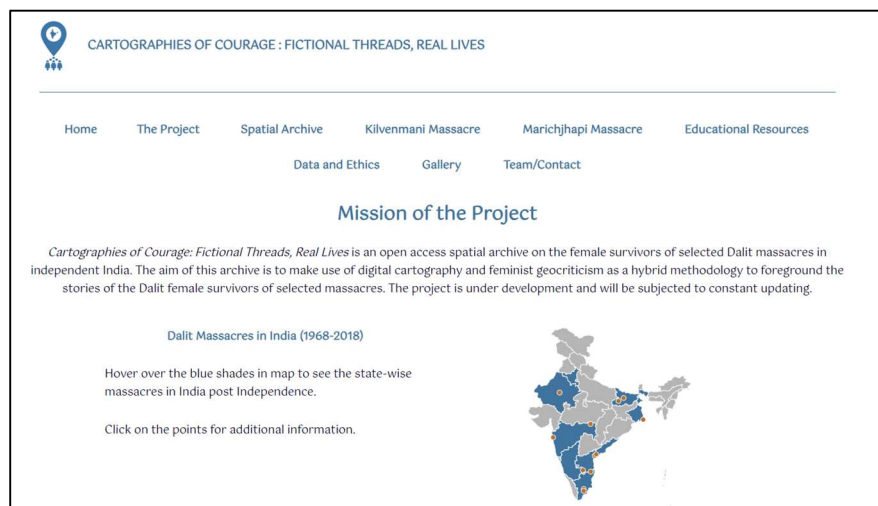 CARTOGRAPHIES OF COURAGE : FICTIONAL THREADS, REAL LIVES
Home The Project Spatial Archive Kilvenmani Massacre Marichjhapi Massacre Educational Resources
Data and Ethics Gallery Team/Contact
Mission of the Project
Cartographies of Courage: Fictional Threads, Real Lives is an open access spatial archive on the female survivors of selected Dalit massacres in
independent India. The aim of this archive is to make use of digital cartography and feminist geocriticism as a hybrid methodology to foreground the
stories of the Dalit female survivors of selected massacres. The project is under development and will be subjected to constant updating.
Dalit Massacres in India (1968-2018)
Hover over the blue shades in map to see the state-wise
massacres in India post Independence.
Click on the points for additional information.